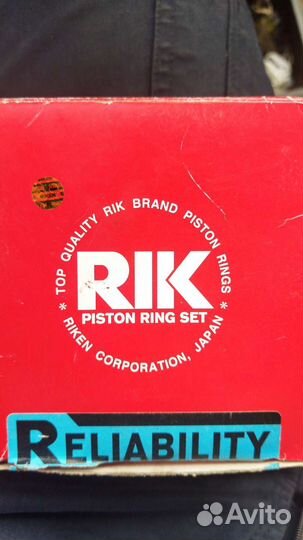 * TOP QUALITY RIK BRAND PISTON RINGS *
RIK
PISTON RING SET
RIKEN CORPORATION, JAPAN
RELIABILITY
Avito